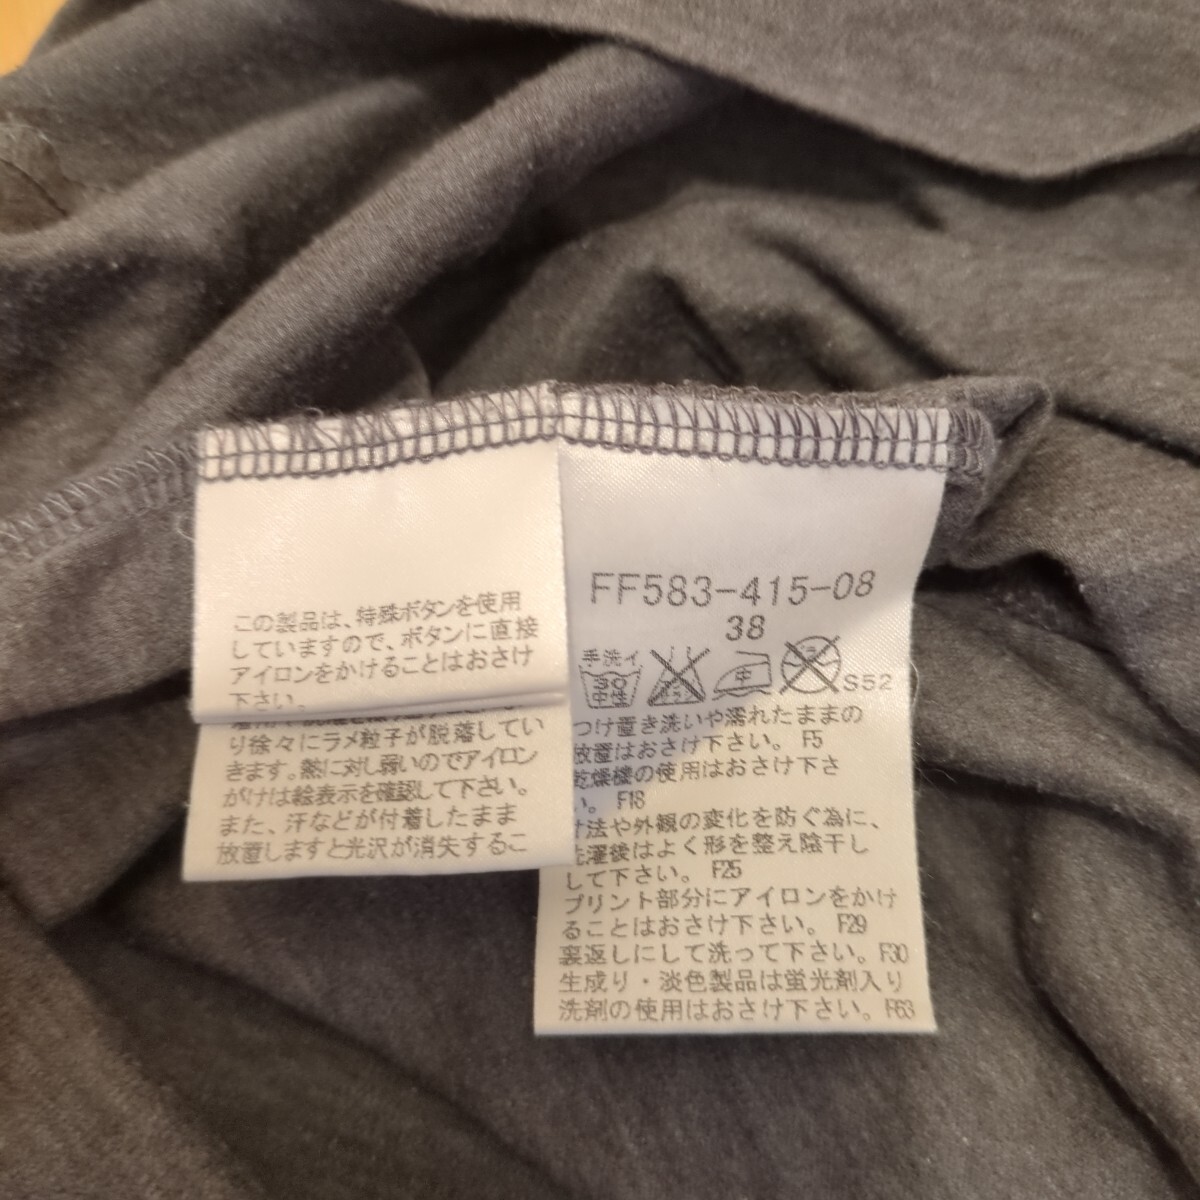 この製品は、特殊ボタンを使用
していますので、ボタンに直接
アイロンをかけることはおさけ
下さい。
り徐々にラメ粒子が脱落してい
きます。熱に対し弱いのでアイロン
がけは絵表示を確認して下さい。
また、汗などが付着したまま
放置しますと光沢が消失するこ
FF583-415-08
38
手洗イ
30
中性
中
S52
つけ置き洗いや濡れたままの
放置はおさけ下さい。 F5
乾燥機の使用はおさけ下さ
い。 F18
寸法や外観の変化を防ぐ為に、
洗濯後はよく形を整え陰干し
して下さい。 F25
プリント部分にアイロンをかけ
ることはおさけ下さい。 F29
裏返しにして洗って下さい。F30
生成り・淡色製品は蛍光剤入り
洗剤の使用はおさけ下さい。F63